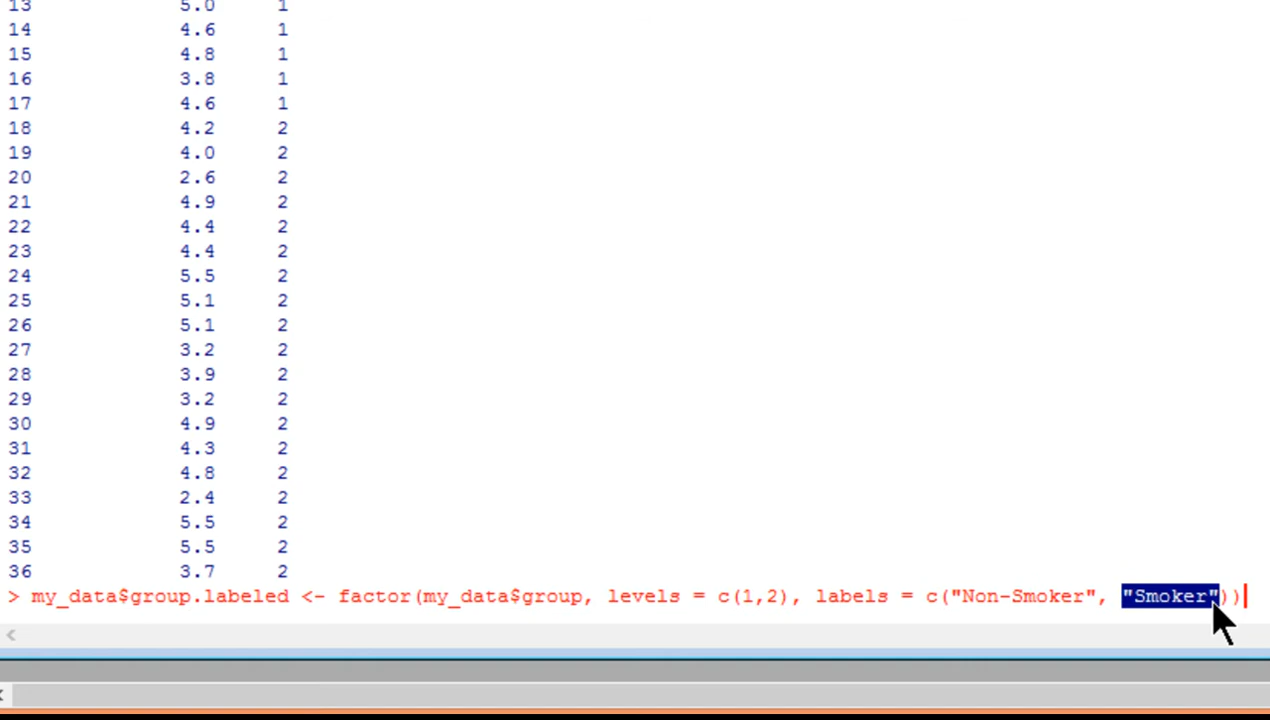 13 5.0 1
14 4.6 1
15 4.8 1
16 3.8 1
17 4.6 1
18 4.2 2
19 4.0 2
20 2.6 2
21 4.9 2
22 4.4 2
23 4.4 2
24 5.5 2
25 5.1 2
26 5.1 2
27 3.2 2
28 3.9 2
29 3.2 2
30 4.9 2
31 4.3 2
32 4.8 2
33 2.4 2
34 5.5 2
35 5.5 2
36 3.7 2
> my_data$group.labeled <- factor(my_data$group, levels = c(1,2), labels = c("Non-Smoker", "Smoker"))